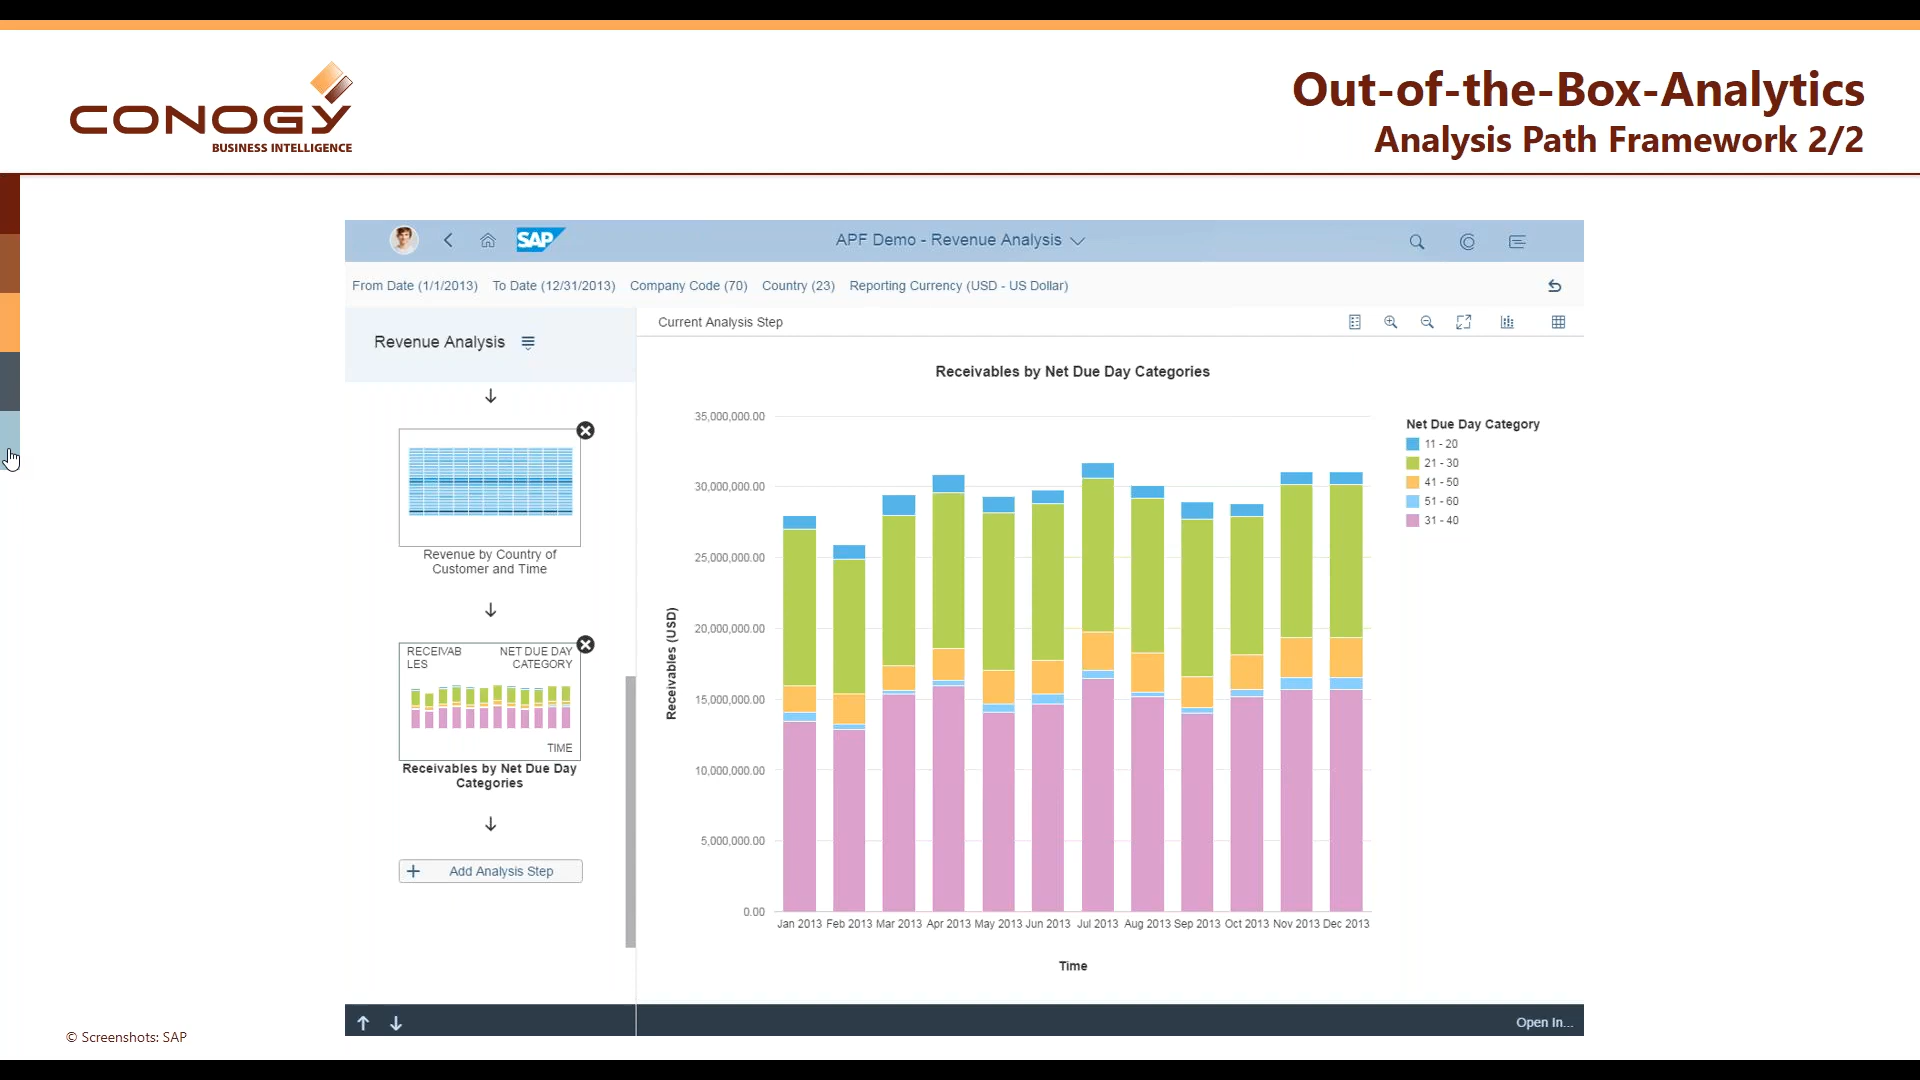 CONOGY
BUSINESS INTELLIGENCE
Out-of-the-Box-Analytics
Analysis Path Framework 2/2
SAP
APF Demo - Revenue Analysis
From Date (1/1/2013) To Date (12/31/2013) Company Code (70) Country (23) Reporting Currency (USD - US Dollar)
Revenue Analysis
Current Analysis Step
Revenue by Country of
Customer and Time
RECEIVAB
LES
NET DUE DAY
CATEGORY
TIME
Receivables by Net Due Day
Categories
Add Analysis Step
Receivables by Net Due Day Categories
Receivables (USD)
35,000,000.00
30,000,000.00
25,000,000.00
20,000,000.00
15,000,000.00
10,000,000.00
5,000,000.00
0.00
Jan 2013 Feb 2013 Mar 2013 Apr 2013 May 2013 Jun 2013 Jul 2013 Aug 2013 Sep 2013 Oct 2013 Nov 2013 Dec 2013
Time
Net Due Day Category
11 - 20
21 - 30
41 - 50
51 - 60
31 - 40
Open In...
© Screenshots: SAP